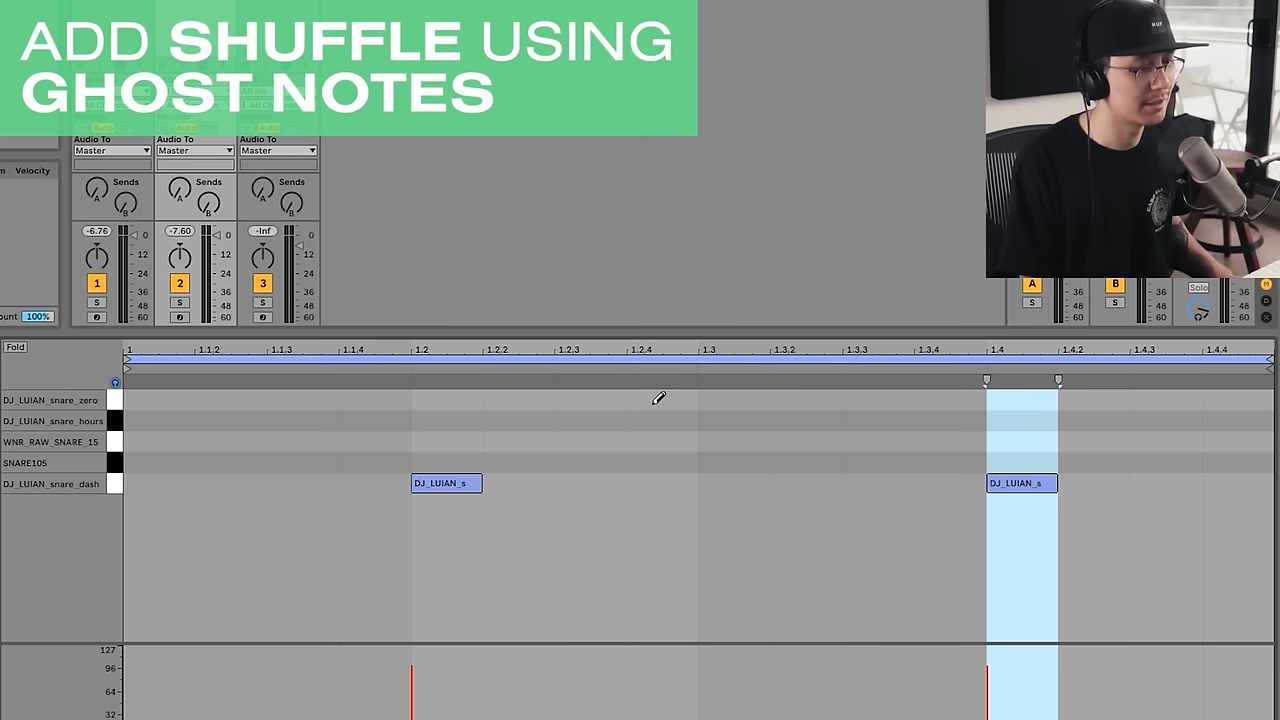 ADD SHUFFLE USING
GHOST NOTES
Audio To Audio To Audio To
Master Master Master
Velocity
Sends Sends Sends
A A A
B B B
-6.76 0 -7.60 0 -Inf 0
12 12 12
24 24 24
1 2 3
36 36 36
S S S
48 48 48
60 60 60
100%
A 36 B 36 Solo 36
S 48 S 48 48
60 60 60
Fold
1 1.1.2 1.1.3 1.1.4 1.2 1.2.2 1.2.3 1.2.4 1.3 1.3.2 1.3.3 1.3.4 1.4 1.4.2 1.4.3 1.4.4
DJ_LUIAN_snare_zero
DJ_LUIAN_snare_hours
WNR_RAW_SNARE_15
SNARE105
DJ_LUIAN_snare_dash DJ_LUIAN_s DJ_LUIAN_s
127
96
64
32